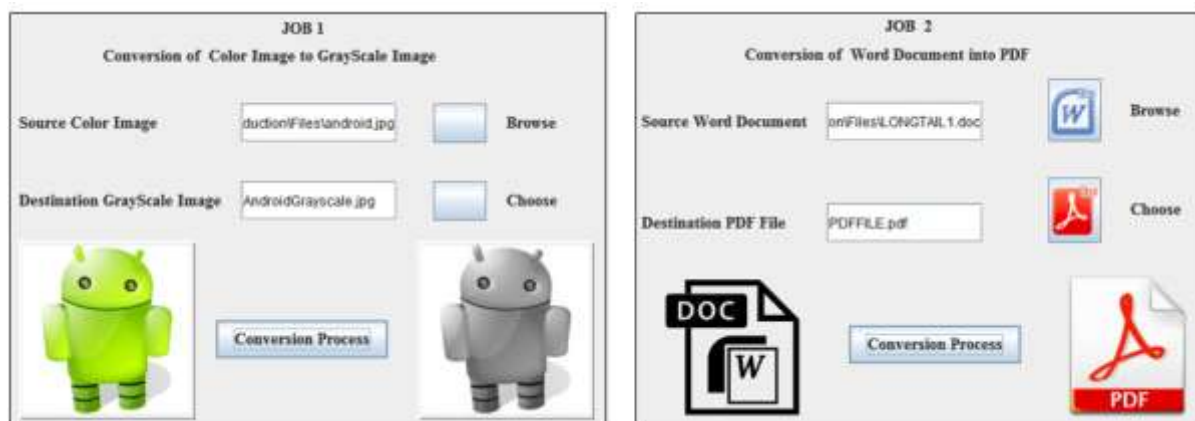 JOB 1
Conversion of Color Image to GrayScale Image
Source Color Image duction\Files\android.jpg Browse
Destination GrayScale Image AndroidGrayscale.jpg Choose
Conversion Process
JOB 2
Conversion of Word Document into PDF
Source Word Document on\Files\LONGTAIL1.doc W Browse
Destination PDF File PDFFILE.pdf Choose
DOC
W
Conversion Process
PDF